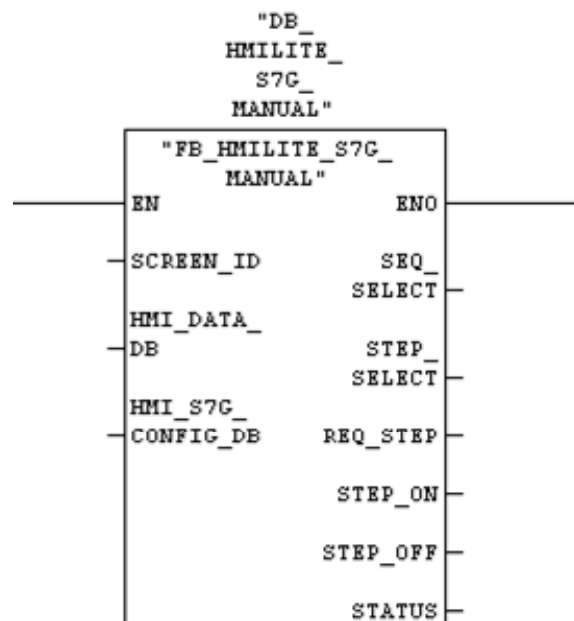 "DB_
HMILITE_
S7G_
MANUAL"
"FB_HMILITE_S7G_
MANUAL"
EN ENO
SCREEN_ID SEQ_
SELECT
HMI_DATA_
DB STEP_
SELECT
HMI_S7G_
CONFIG_DB REQ_STEP
STEP_ON
STEP_OFF
STATUS